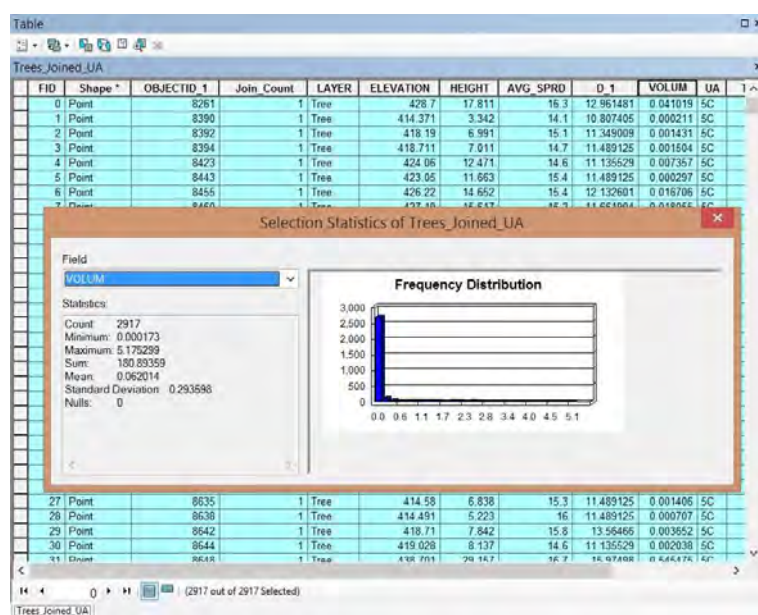 Table
Trees_Joined_UA
FID Shape * OBJECTID_1 Join_Count LAYER ELEVATION HEIGHT AVG_SPRD D_1 VOLUM UA
0 Point 8261 1 Tree 428.7 17.811 16.3 12.961481 0.041019 5C
1 Point 8390 1 Tree 414.371 3.342 14.1 10.807405 0.000211 5C
2 Point 8392 1 Tree 418.19 6.991 15.1 11.349009 0.001431 5C
3 Point 8394 1 Tree 418.711 7.011 14.7 11.489125 0.001504 5C
4 Point 8423 1 Tree 424.06 12.471 14.6 11.135529 0.007357 5C
5 Point 8443 1 Tree 423.05 11.663 15.4 11.489125 0.000297 5C
6 Point 8455 1 Tree 426.22 14.652 15.4 12.132601 0.016706 5C
Selection Statistics of Trees_Joined_UA
Field
VOLUM
Statistics:
Count: 2917
Minimum: 0.000173
Maximum: 5.175299
Sum: 180.89359
Mean: 0.062014
Standard Deviation: 0.293598
Nulls: 0
Frequency Distribution
3,000
2,500
2,000
1,500
1,000
500
0
0.0 0.6 1.1 1.7 2.3 2.8 3.4 4.0 4.5 5.1
27 Point 8635 1 Tree 414.58 6.838 15.3 11.489125 0.001406 5C
28 Point 8638 1 Tree 414.491 5.223 16 11.489125 0.000707 5C
29 Point 8642 1 Tree 418.71 7.842 15.8 13.56466 0.003652 5C
30 Point 8644 1 Tree 419.028 8.137 14.6 11.135529 0.002038 5C
31 Point 8648 1 Tree 438.701 29.157 16.7 15.97498
0 (2917 out of 2917 Selected)
Trees_Joined_UA